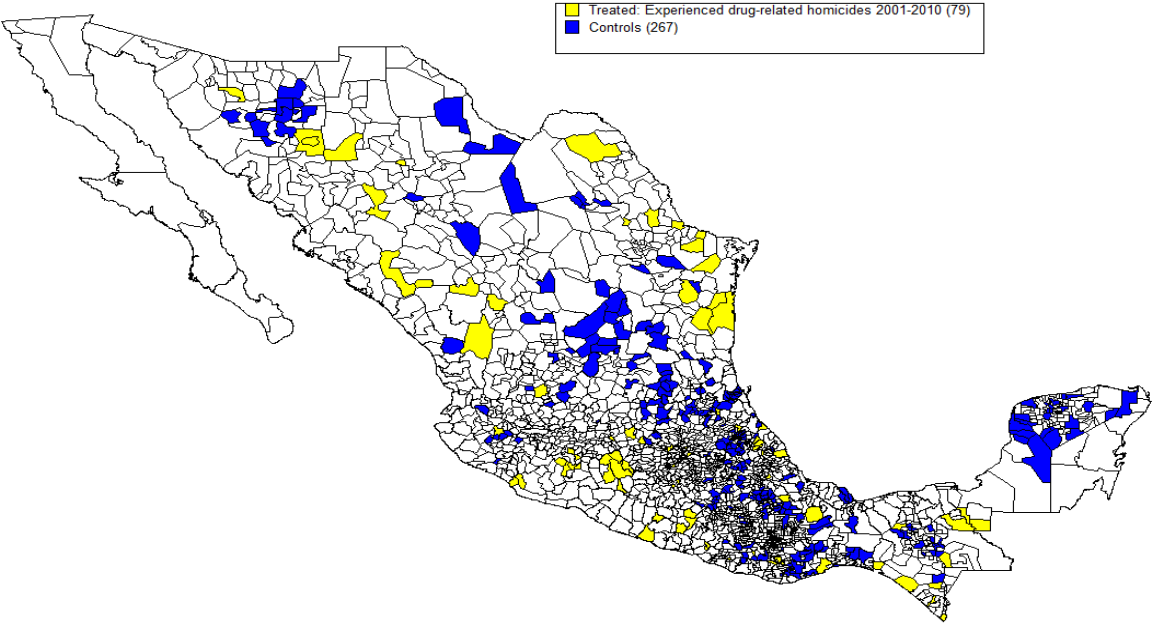 Treated: Experienced drug-related homicides 2001-2010 (79)
Controls (267)